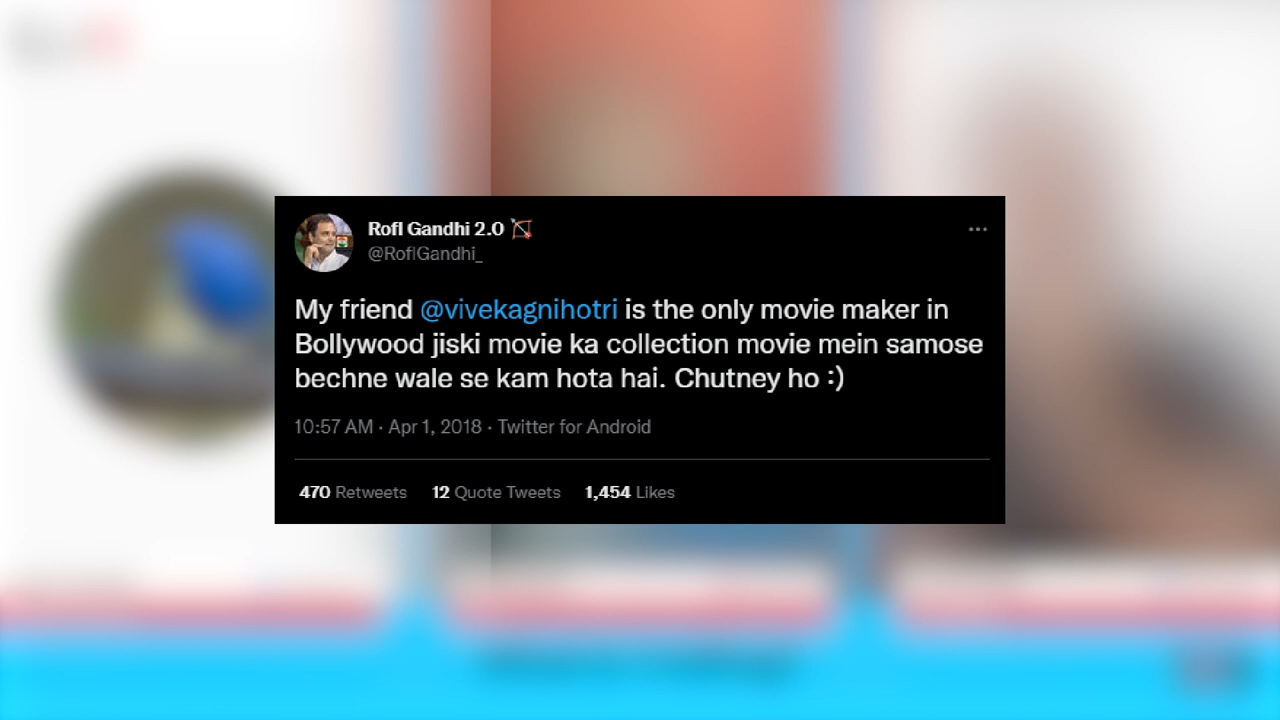 Rofl Gandhi 2.0 🏹
@RoflGandhi_
My friend @vivekagnihotri is the only movie maker in
Bollywood jiski movie ka collection movie mein samose
bechne wale se kam hota hai. Chutney ho :)
10:57 AM · Apr 1, 2018 · Twitter for Android
470 Retweets 12 Quote Tweets 1,454 Likes